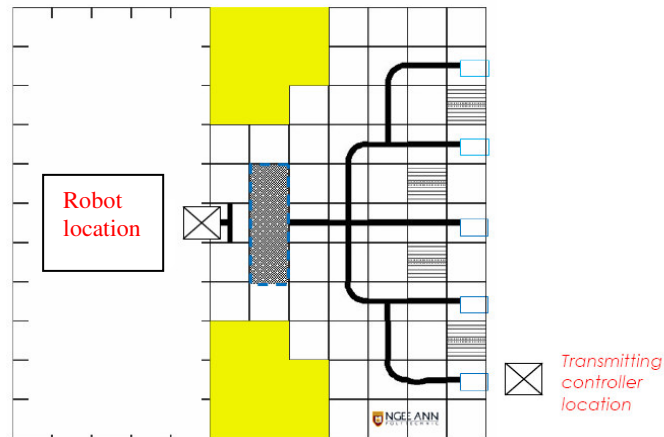 Robot
location
NGEE ANN
POLYTECHNIC
Transmitting
controller
location